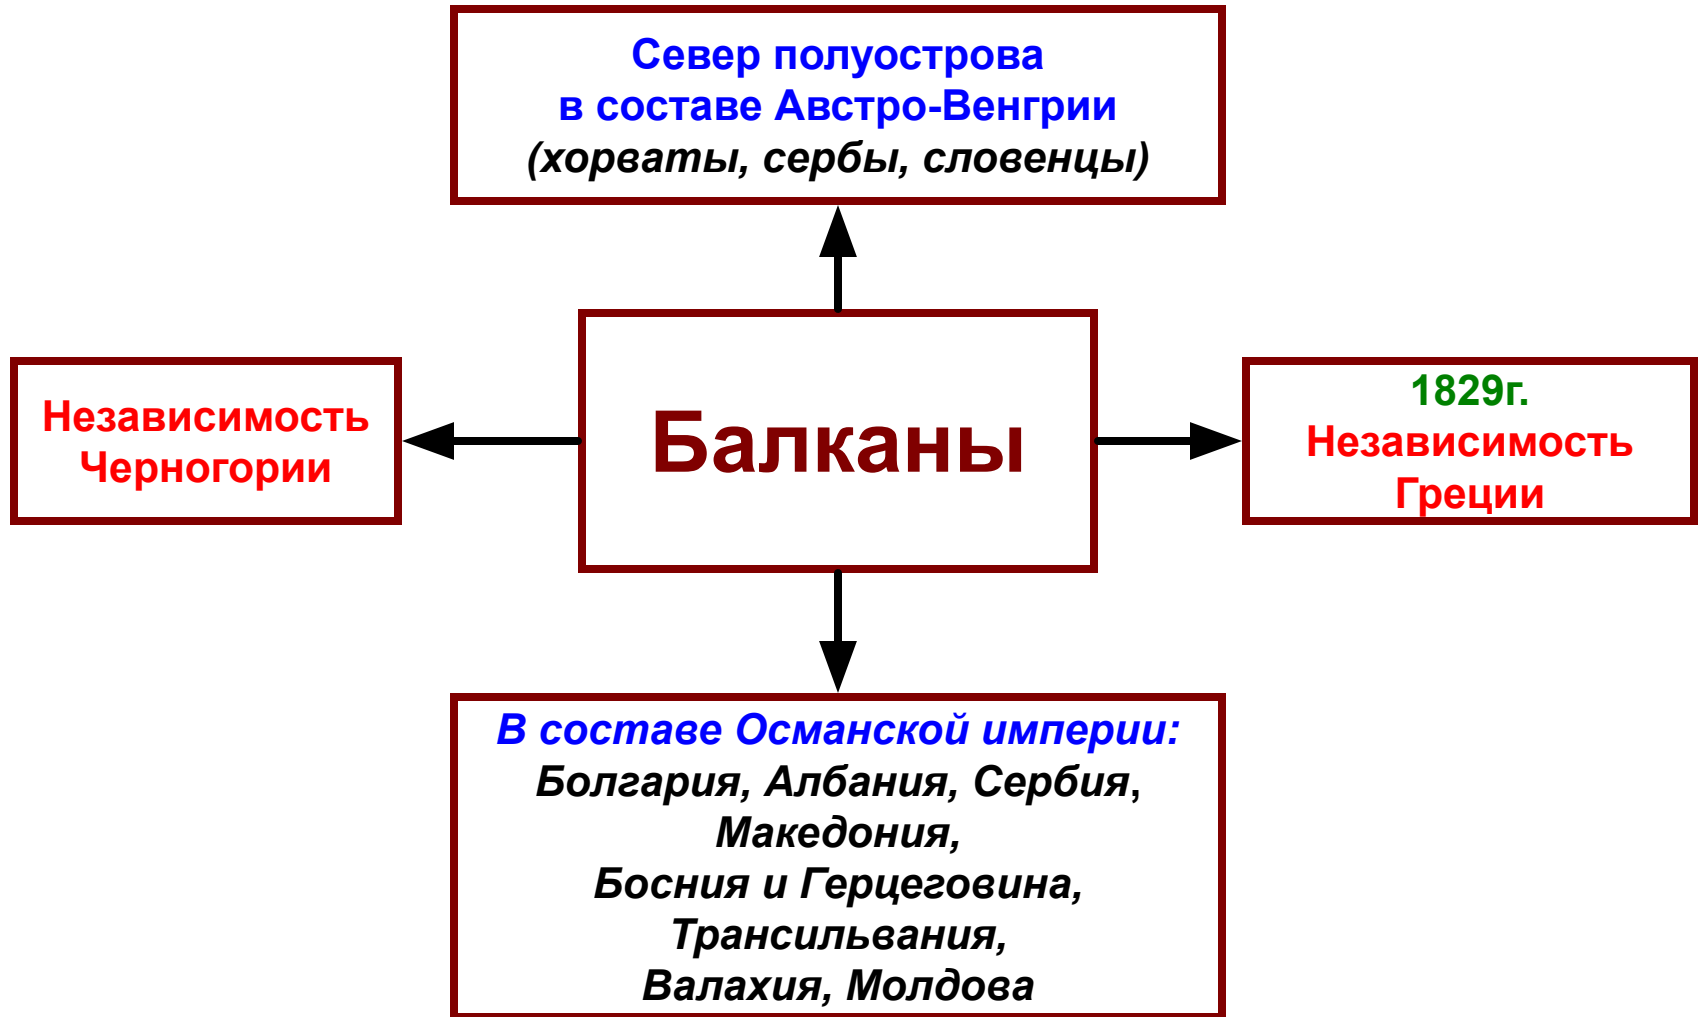 Север полуострова
в составе Австро-Венгрии
(хорваты, сербы, словенцы)
Независимость
Черногории
Балканы
1829г.
Независимость
Греции
В составе Османской империи:
Болгария, Албания, Сербия,
Македония,
Босния и Герцеговина,
Трансильвания,
Валахия, Молдова